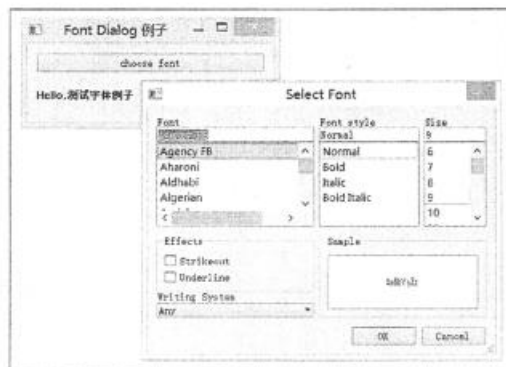 Font Dialog 例子
choose font
Hello,测试字体例子
Select Font
Font
Font style
Size
Normal
9
Agency FB
Aharoni
Aldhabi
Algerien
Normal
Bold
Italic
Bold Italic
6
7
8
9
10
Effects
Strikeout
Underline
Sample
Writing System
Any
OK
Cancel